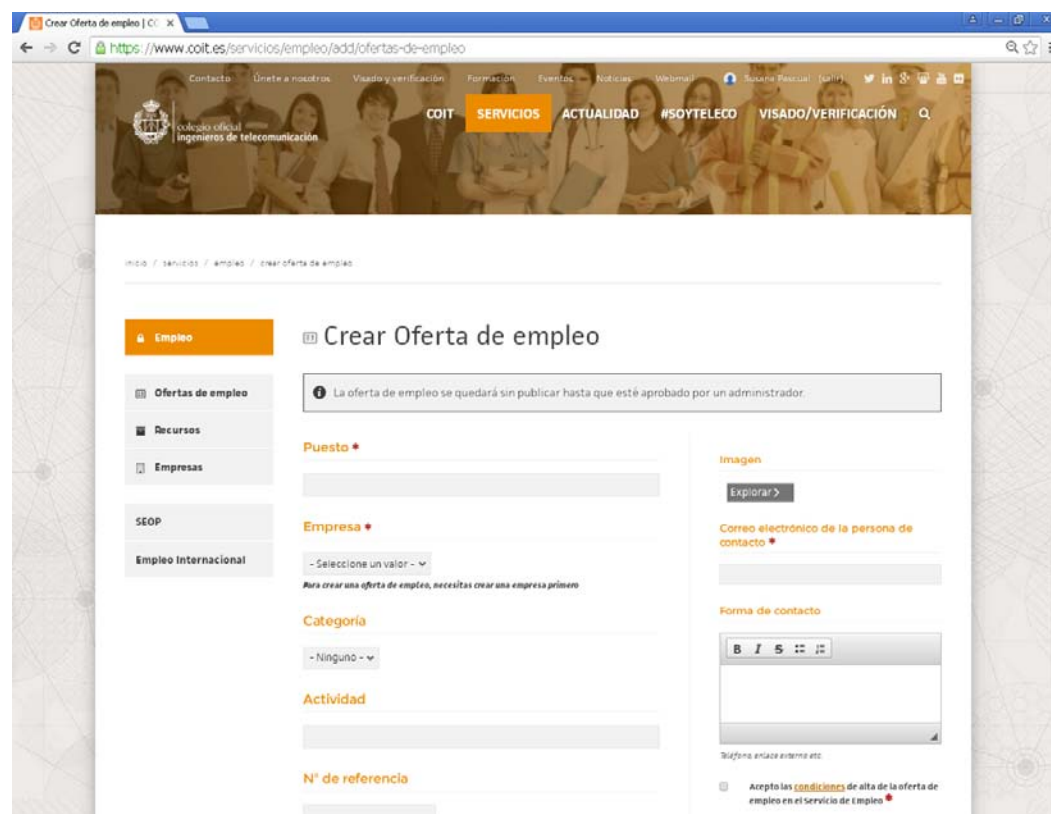 Crear Oferta de empleo | CO
https://www.coit.es/servicios/empleo/add/ofertas-de-empleo
Contacto Únete a nosotros Visado y verificación Formación Eventos Noticias Webmail Susana Pascual (salir)
colegio oficial
ingenieros de telecomunicación
COIT SERVICIOS ACTUALIDAD #SOYTELECO VISADO/VERIFICACIÓN
inicio / servicios / empleo / crear oferta de empleo
Empleo
Ofertas de empleo
Recursos
Empresas
SEOP
Empleo Internacional
Crear Oferta de empleo
La oferta de empleo se quedará sin publicar hasta que esté aprobado por un administrador.
Puesto *
Empresa *
- Seleccione un valor -
Para crear una oferta de empleo, necesitas crear una empresa primero
Categoría
- Ninguno -
Actividad
N° de referencia
Imagen
Explorar >
Correo electrónico de la persona de
contacto *
Forma de contacto
B I S
Teléfono, enlace externo etc.
Acepto las condiciones de alta de la oferta de
empleo en el Servicio de Empleo *